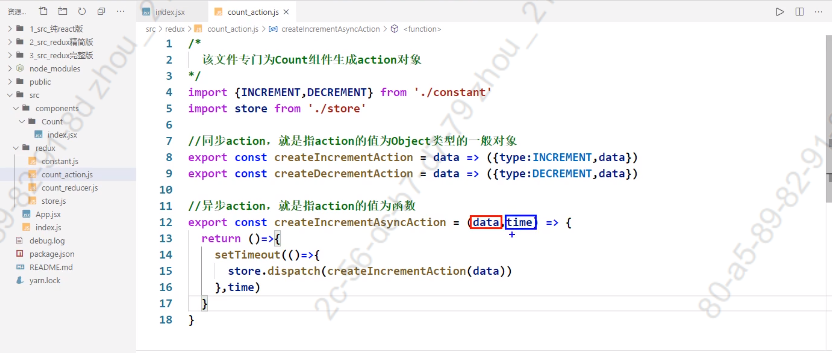 资源...
index.jsx
count_action.js
1_src_纯react版
2_src_redux精简版
3_src_redux完整版
node_modules
public
src
components
Count
index.jsx
redux
constant.js
count_action.js
count_reducer.js
store.js
App.jsx
index.js
debug.log
package.json
README.md
yarn.lock
src > redux > count_action.js > createIncrementAsyncAction > <function>
1 /*
2 该文件专门为Count组件生成action对象
3 */
4 import {INCREMENT,DECREMENT} from './constant'
5 import store from './store'
6
7 //同步action，就是指action的值为Object类型的一般对象
8 export const createIncrementAction = data => ({type:INCREMENT,data})
9 export const createDecrementAction = data => ({type:DECREMENT,data})
10
11 //异步action，就是指action的值为函数
12 export const createIncrementAsyncAction = (data,time) => {
13 return ()=>{
14 setTimeout(()=>{
15 store.dispatch(createIncrementAction(data))
16 },time)
17 }
18 }